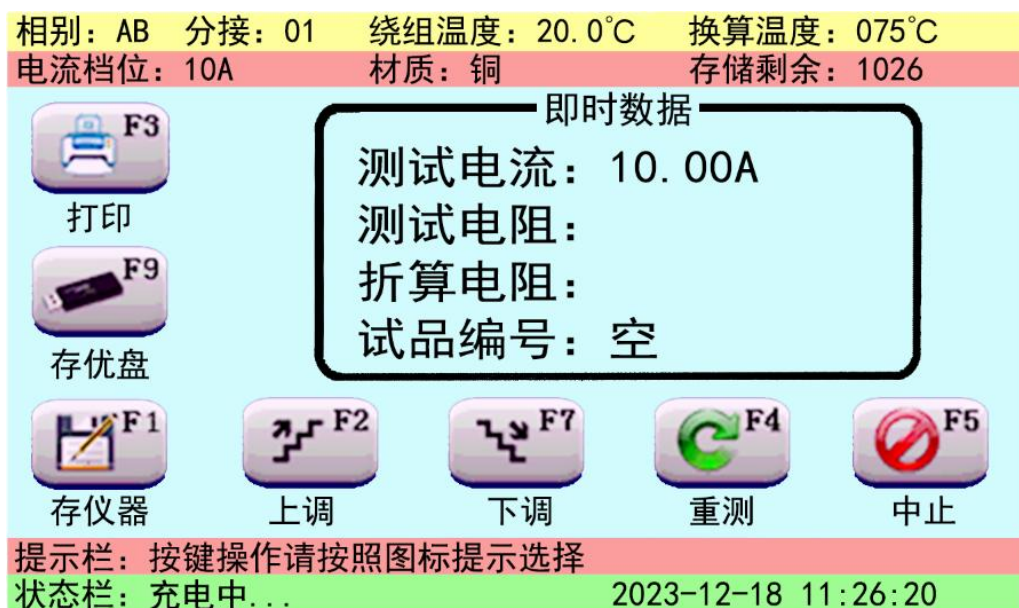 相别：AB 分接：01 绕组温度：20.0℃ 换算温度：075℃
电流档位：10A 材质：铜 存储剩余：1026
即时数据
F3
打印
测试电流：10.00A
测试电阻：
F9
存优盘
折算电阻：
试品编号：空
F1 F2 F7 F4 F5
存仪器 上调 下调 重测 中止
提示栏：按键操作请按照图标提示选择
状态栏：充电中... 2023-12-18 11:26:20